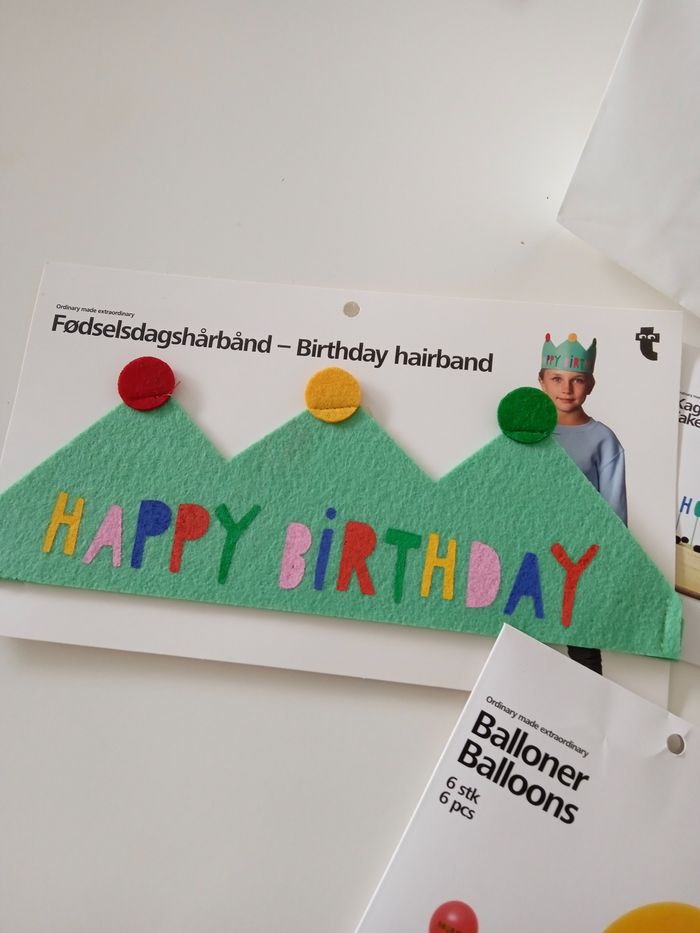 Ordinary made extraordinary
Fødselsdagshårbånd – Birthday hairband
HAPPY BiRTHDAY
Ordinary made extraordinary
Balloner
Balloons
6 stk
6 pcs